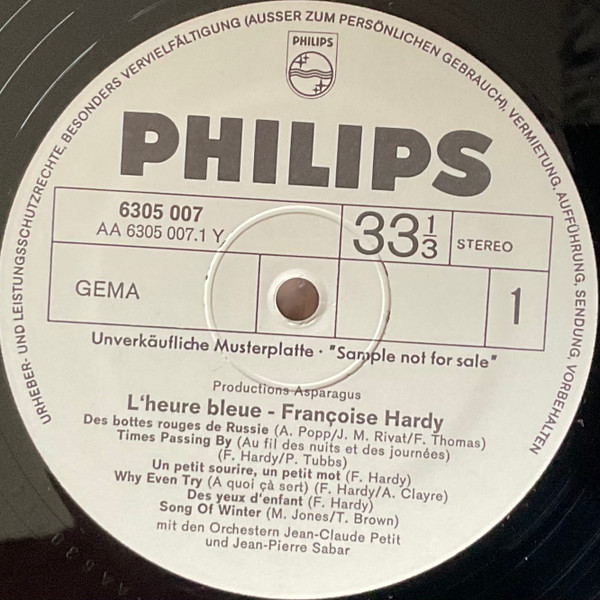 URHEBER- UND LEISTUNGSSCHUTZRECHTE, BESONDERS VERVIELFÄLTIGUNG (AUSSER ZUM PERSÖNLICHEN GEBRAUCH), VERMIETUNG, AUFFÜHRUNG, SENDUNG, VORBEHALTEN
PHILIPS
PHILIPS
6305 007
AA 6305 007.1 Y
33 1/3
STEREO
GEMA
1
Unverkäufliche Musterplatte · "Sample not for sale"
Productions Asparagus
L'heure bleue - Françoise Hardy
Des bottes rouges de Russie (A. Popp/J. M. Rivat/F. Thomas)
Times Passing By (Au fil des nuits et des journées)
(F. Hardy/P. Tubbs)
Un petit sourire, un petit mot (F. Hardy)
Why Even Try (A quoi çà sert) (F. Hardy/A. Clayre)
Des yeux d'enfant (F. Hardy)
Song Of Winter (M. Jones/T. Brown)
mit den Orchestern Jean-Claude Petit
und Jean-Pierre Sabar